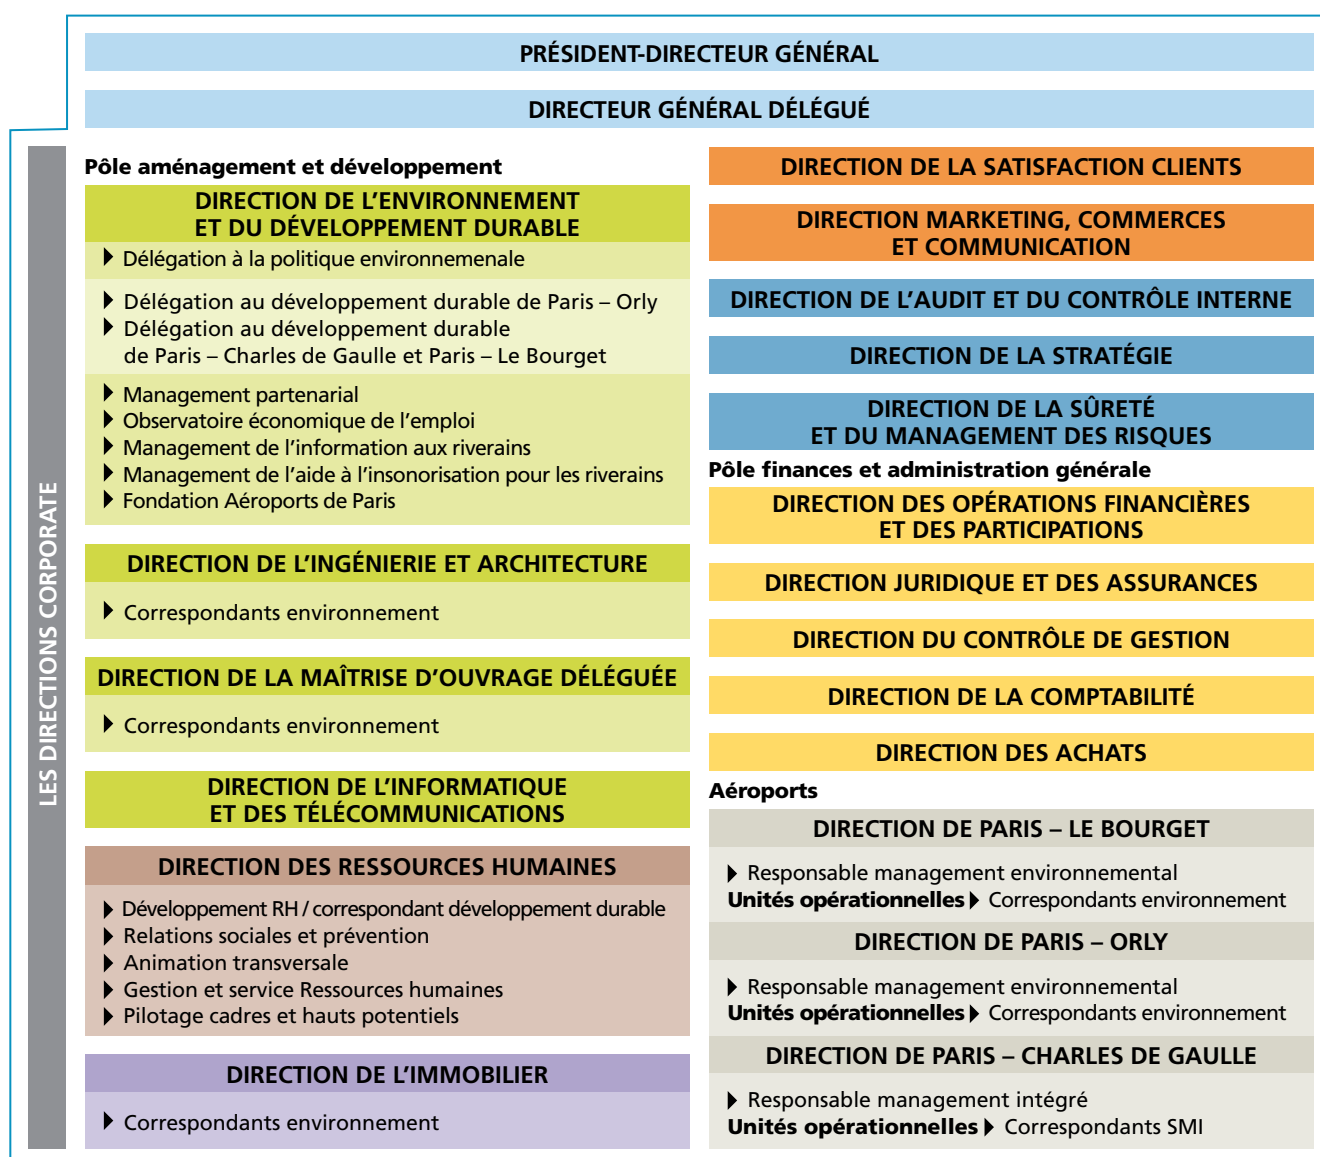 PRÉSIDENT-DIRECTEUR GÉNÉRAL
DIRECTEUR GÉNÉRAL DÉLÉGUÉ
LES DIRECTIONS CORPORATE
Pôle aménagement et développement
DIRECTION DE L’ENVIRONNEMENT
ET DU DÉVELOPPEMENT DURABLE
Délégation à la politique environnemenale
Délégation au développement durable de Paris – Orly
Délégation au développement durable
de Paris – Charles de Gaulle et Paris – Le Bourget
Management partenarial
Observatoire économique de l’emploi
Management de l’information aux riverains
Management de l’aide à l’insonorisation pour les riverains
Fondation Aéroports de Paris
DIRECTION DE L’INGÉNIERIE ET ARCHITECTURE
Correspondants environnement
DIRECTION DE LA MAÎTRISE D’OUVRAGE DÉLÉGUÉE
Correspondants environnement
DIRECTION DE L’INFORMATIQUE
ET DES TÉLÉCOMMUNICATIONS
DIRECTION DES RESSOURCES HUMAINES
Développement RH / correspondant développement durable
Relations sociales et prévention
Animation transversale
Gestion et service Ressources humaines
Pilotage cadres et hauts potentiels
DIRECTION DE L’IMMOBILIER
Correspondants environnement
DIRECTION DE LA SATISFACTION CLIENTS
DIRECTION MARKETING, COMMERCES
ET COMMUNICATION
DIRECTION DE L’AUDIT ET DU CONTRÔLE INTERNE
DIRECTION DE LA STRATÉGIE
DIRECTION DE LA SÛRETÉ
ET DU MANAGEMENT DES RISQUES
Pôle finances et administration générale
DIRECTION DES OPÉRATIONS FINANCIÈRES
ET DES PARTICIPATIONS
DIRECTION JURIDIQUE ET DES ASSURANCES
DIRECTION DU CONTRÔLE DE GESTION
DIRECTION DE LA COMPTABILITÉ
DIRECTION DES ACHATS
Aéroports
DIRECTION DE PARIS – LE BOURGET
Responsable management environnemental
Unités opérationnelles Correspondants environnement
DIRECTION DE PARIS – ORLY
Responsable management environnemental
Unités opérationnelles Correspondants environnement
DIRECTION DE PARIS – CHARLES DE GAULLE
Responsable management intégré
Unités opérationnelles Correspondants SMI